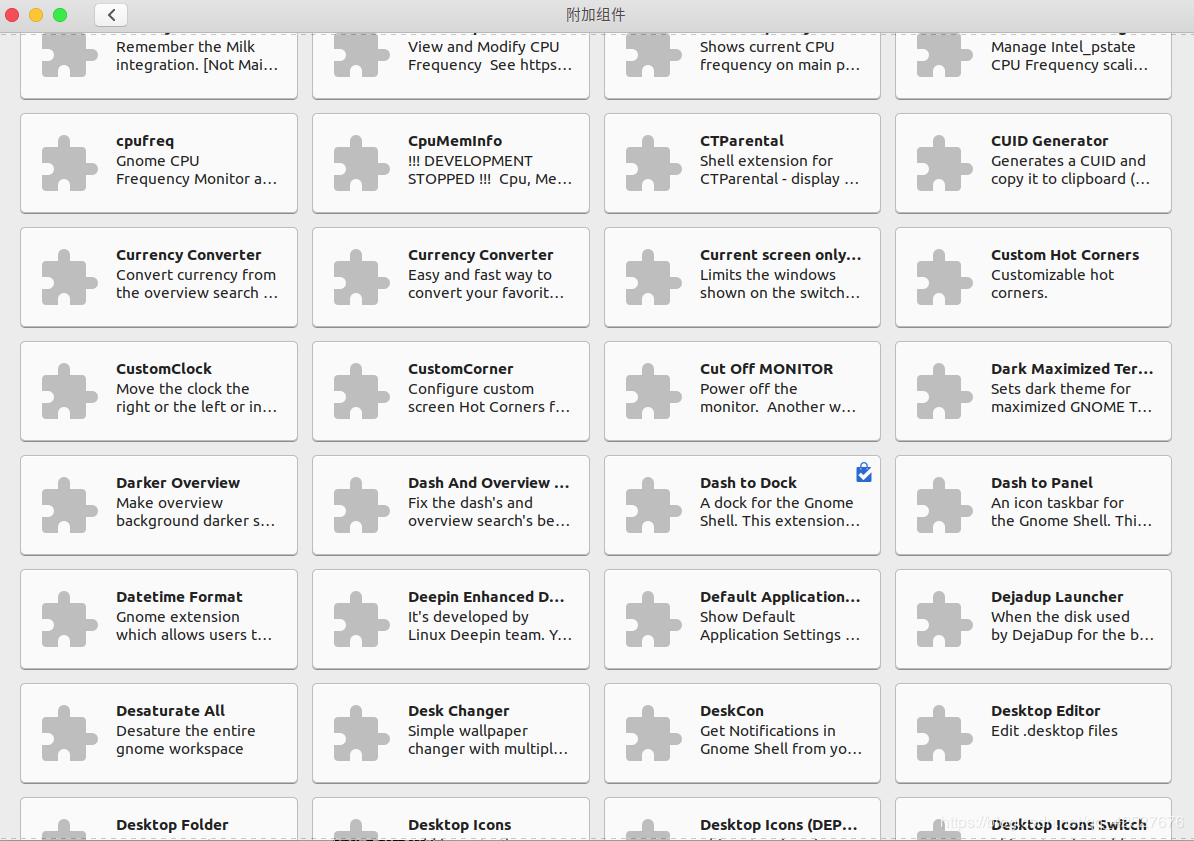 附加组件
Remember the Milk
integration. [Not Mai...
View and Modify CPU
Frequency  See https...
Shows current CPU
frequency on main p...
Manage Intel_pstate
CPU Frequency scali...
cpufreq
Gnome CPU
Frequency Monitor a...
CpuMemInfo
!!! DEVELOPMENT
STOPPED !!!  Cpu, Me...
CTParental
Shell extension for
CTParental - display ...
CUID Generator
Generates a CUID and
copy it to clipboard (...
Currency Converter
Convert currency from
the overview search ...
Currency Converter
Easy and fast way to
convert your favorit...
Current screen only...
Limits the windows
shown on the switch...
Custom Hot Corners
Customizable hot
corners.
CustomClock
Move the clock the
right or the left or in...
CustomCorner
Configure custom
screen Hot Corners f...
Cut Off MONITOR
Power off the
monitor.  Another w...
Dark Maximized Ter...
Sets dark theme for
maximized GNOME T...
Darker Overview
Make overview
background darker s...
Dash And Overview ...
Fix the dash's and
overview search's be...
Dash to Dock
A dock for the Gnome
Shell. This extension...
Dash to Panel
An icon taskbar for
the Gnome Shell. Thi...
Datetime Format
Gnome extension
which allows users t...
Deepin Enhanced D...
It's developed by
Linux Deepin team. Y...
Default Application...
Show Default
Application Settings ...
Dejadup Launcher
When the disk used
by DejaDup for the b...
Desaturate All
Desature the entire
gnome workspace
Desk Changer
Simple wallpaper
changer with multipl...
DeskCon
Get Notifications in
Gnome Shell from yo...
Desktop Editor
Edit .desktop files
Desktop Folder
Desktop Icons
Desktop Icons (DEP...
Desktop Icons Switch